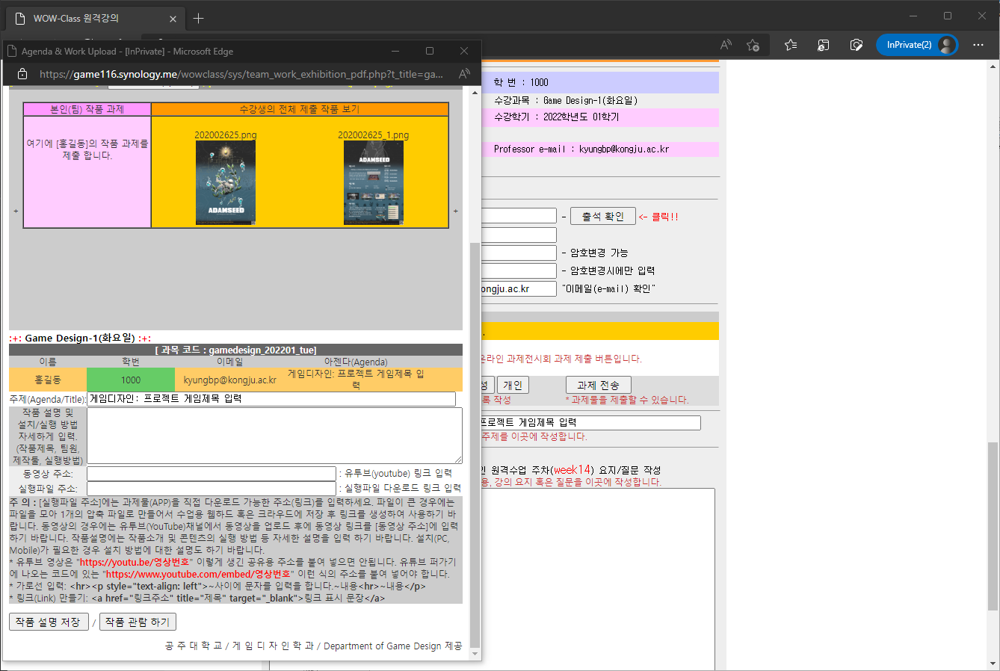 WOW-Class 원격강의
InPrivate(2)
Agenda & Work Upload - [InPrivate] - Microsoft Edge
https://game116.synology.me/wowclass/sys/team_work_exhibition_pdf.php?t_title=ga...
본인(팀) 작품 과제
수강생의 전체 제출 작품 보기
여기에 [홍길동]의 작품 과제를
제출 합니다.
202002625.png
202002625_1.png
ADAMSEED
ADAMSEED
+
+
:+: Game Design-1(화요일) :+:
[ 과목 코드 : gamedesign_202201_tue]
이름 학번 이메일 아젠다(Agenda)
홍길동 1000 kyungbp@kongju.ac.kr 게임디자인: 프로젝트 게임제목 입
력
주제(Agenda/Title): 게임디자인: 프로젝트 게임제목 입력
작품 설명 및
설치/실행 방법
자세하게 입력.
(작품제목, 팀원,
제작툴, 실행방법)
동영상 주소: : 유투브(youtube) 링크 입력
실행파일 주소: : 실행파일 다운로드 링크 입력
주 의 : [실행파일 주소]에는 과제물(APP)을 직접 다운로드 가능한 주소(링크)를 입력하세요. 파일이 큰 경우에는
파일을 모아 1개의 압축 파일로 만들어서 수업용 웹하드 혹은 크라우드에 저장 후 링크를 생성하여 사용하기 바
랍니다. 동영상의 경우에는 유투브(YouTube)채널에서 동영상을 업로드 후에 동영상 링크를 [동영상 주소]에 입력
하기 바랍니다. 작품설명에는 작품소개 및 콘텐츠의 실행 방법 등 자세한 설명을 입력 하기 바랍니다. 설치(PC,
Mobile)가 필요한 경우 설치 방법에 대한 설명도 하기 바랍니다.
* 유투브 영상은 "https://youtu.be/영상번호" 이렇게 생긴 공유용 주소를 붙여 넣으면 안됩니다. 유튜브 퍼가기
에 나오는 코드에 있는 "https://www.youtube.com/embed/영상번호" 이런 식의 주소를 붙여 넣어야 합니다.
* 가로선 입력: <hr><p style="text-align: left">~사이에 문자를 입력을 합니다.~내용<hr>~내용</p>
* 링크(Link) 만들기: <a href="링크주소" title="제목" target="_blank">링크 표시 문장</a>
작품 설명 저장 / 작품 관람 하기
공 주 대 학 교 / 게 임 디 자 인 학 과 / Department of Game Design 제공
학 번 : 1000
수강과목 : Game Design-1(화요일)
수강학기 : 2022학년도 01학기
Professor e-mail : kyungbp@kongju.ac.kr
- 출석 확인 <- 클릭!!
- 암호변경 가능
- 암호변경시에만 입력
ongju.ac.kr "이메일(e-mail) 확인"
온라인 과제전시회 과제 제출 버튼입니다.
성 개인 과제 전송
록 작성 * 과제물을 제출할 수 있습니다.
프로젝트 게임제목 입력
주제를 이곳에 작성합니다.
인 원격수업 주차(week14) 요지/질문 작성
용, 강의 요지 혹은 질문을 이곳에 작성합니다.